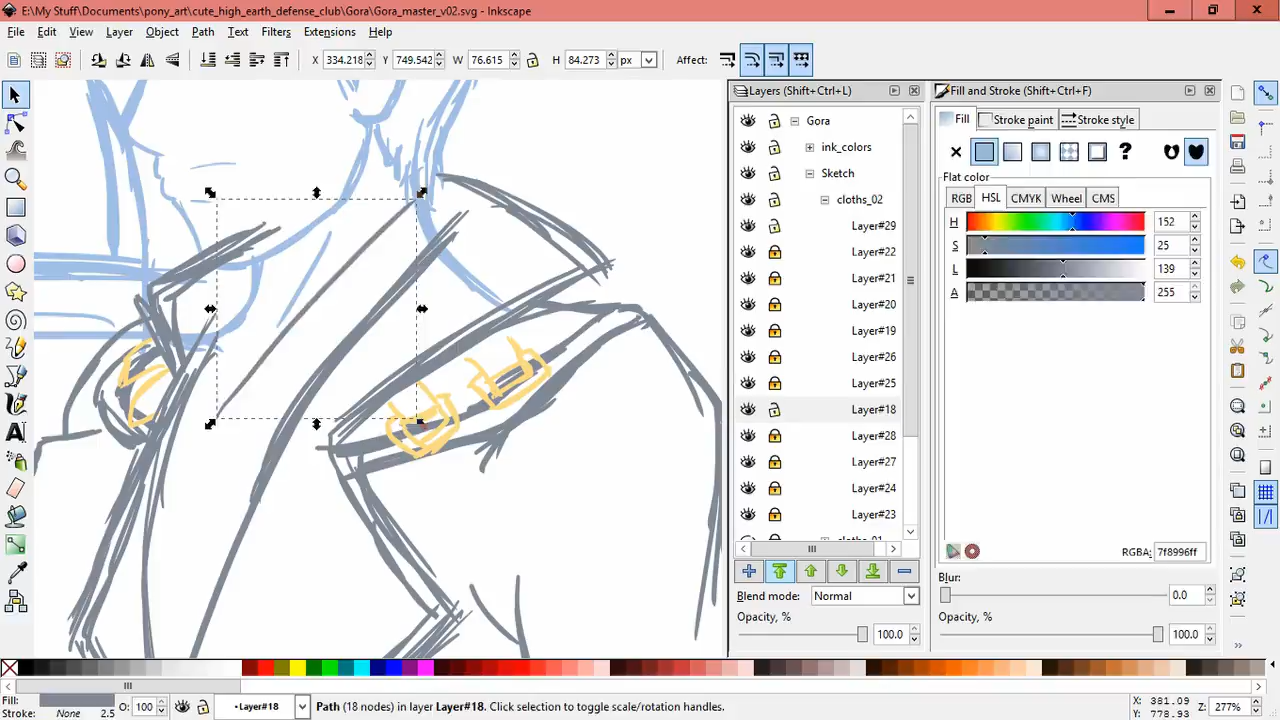 E:\My Stuff\Documents\pony_art\cute_high_earth_defense_club\Gora\Gora_master_v02.svg - Inkscape
File Edit View Layer Object Path Filters Text Extensions Help
X 334.218 Y 749.542 W 76.615 H 84.273 px Affect:
Layers (Shift+Ctrl+L)
Gora
ink_colors
Sketch
cloths_02
Layer#29
Layer#22
Layer#21
Layer#20
Layer#19
Layer#26
Layer#25
Layer#18
Layer#28
Layer#27
Layer#24
Layer#23
Blend mode: Normal
Opacity, %
100.0
Fill and Stroke (Shift+Ctrl+F)
Fill Stroke paint Stroke style
Flat color
RGB HSL CMYK Wheel CMS
H 152
S 25
L 139
A 255
RGBA: 7f8996ff
Blur:
0.0
Opacity, %
100.0
Fill:
Stroke: None 2.5
O: 100
•Layer#18
Path (18 nodes) in layer Layer#18. Click selection to toggle scale/rotation handles.
X: 381.09
Y: 778.93
Z: 277%